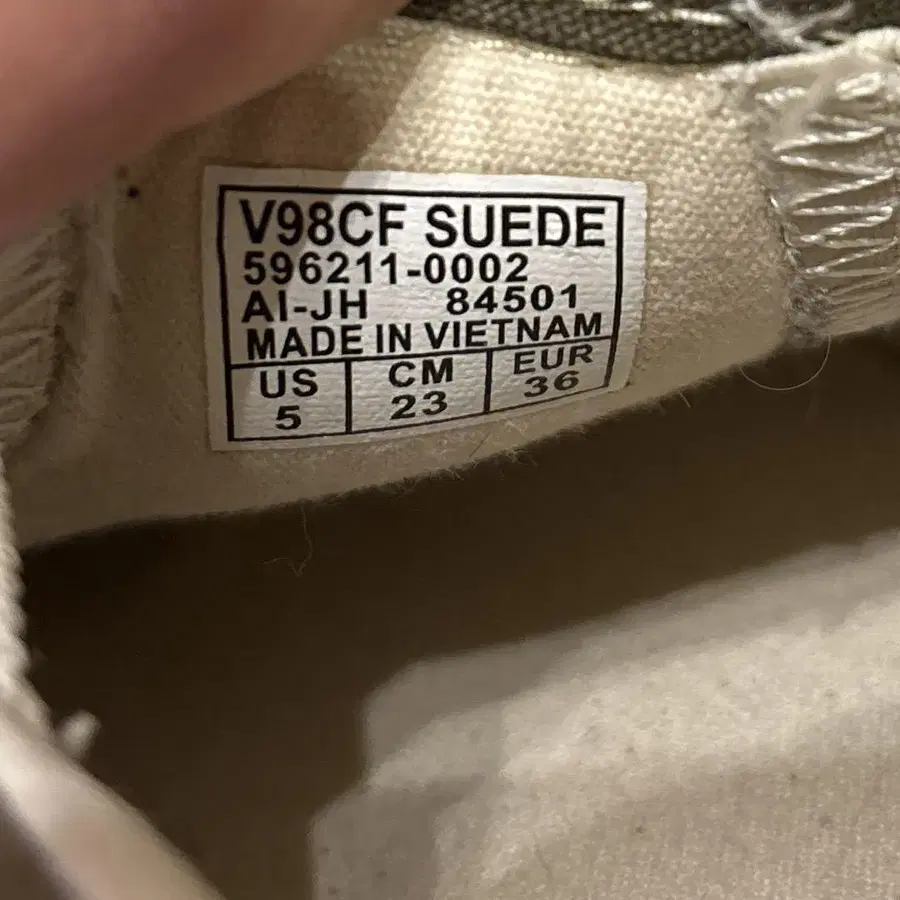 V98CF SUEDE
596211-0002
AI-JH 84501
MADE IN VIETNAM
US CM EUR
5 23 36